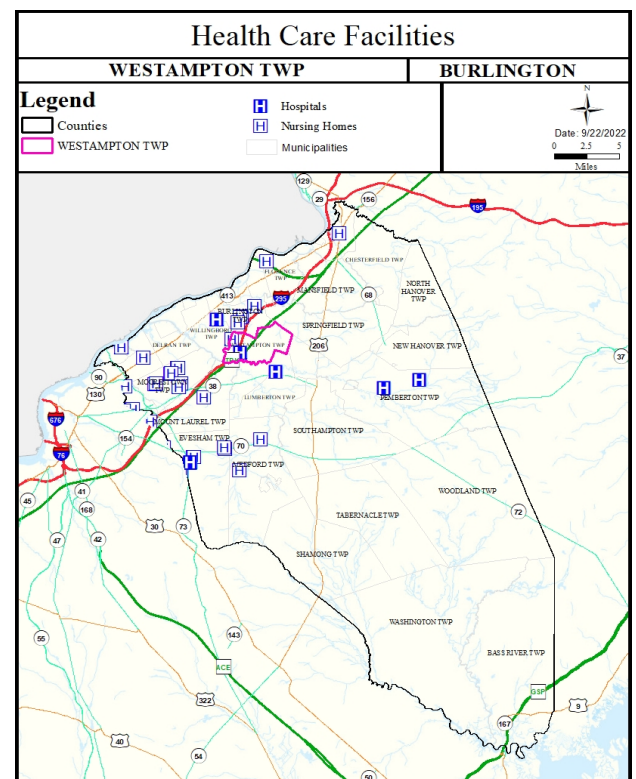 Health Care Facilities
WESTAMPTON TWP
BURLINGTON
Legend
Counties
WESTAMPTON TWP
H Hospitals
H Nursing Homes
Municipalities
N
Date: 9/22/2022
0 2.5 5
Miles
129
29
156
195
CHESTERFIELD TWP
FLORENCE
TWP
NORTH
HANOVER
TWP
MANSFIELD TWP
413
295
68
SPRINGFIELD TWP
WILLINGBORO
TWP
206
NEW HANOVER TWP
DELRAN TWP
37
90
130
38
LUMBERTON TWP
PEMBERTON TWP
676
MOUNT LAUREL TWP
SOUTHAMPTON TWP
154
EVESHAM TWP
70
76
MEDFORD TWP
41
WOODLAND TWP
45
168
72
30
73
TABERNACLE TWP
47
42
SHAMONG TWP
WASHINGTON TWP
143
55
BASS RIVER TWP
ACE
GSP
322
9
167
40
54
50